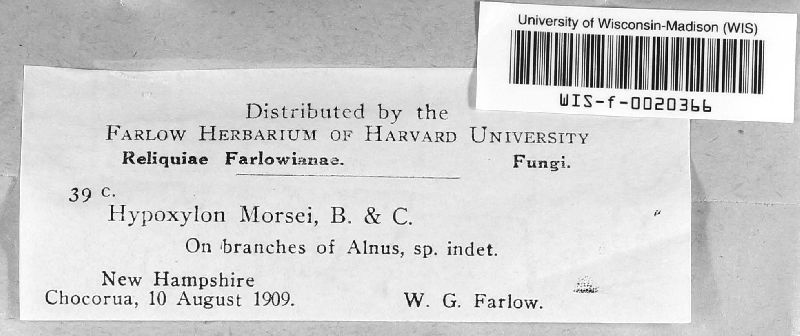 University of Wisconsin-Madison (WIS)
WIS-f-0020366
Distributed by the
FARLOW HERBARIUM OF HARVARD UNIVERSITY
Reliquiae Farlowianae. Fungi.
39 c.
Hypoxylon Morsei, B. & C.
On branches of Alnus, sp. indet.
New Hampshire
Chocorua, 10 August 1909. W. G. Farlow.